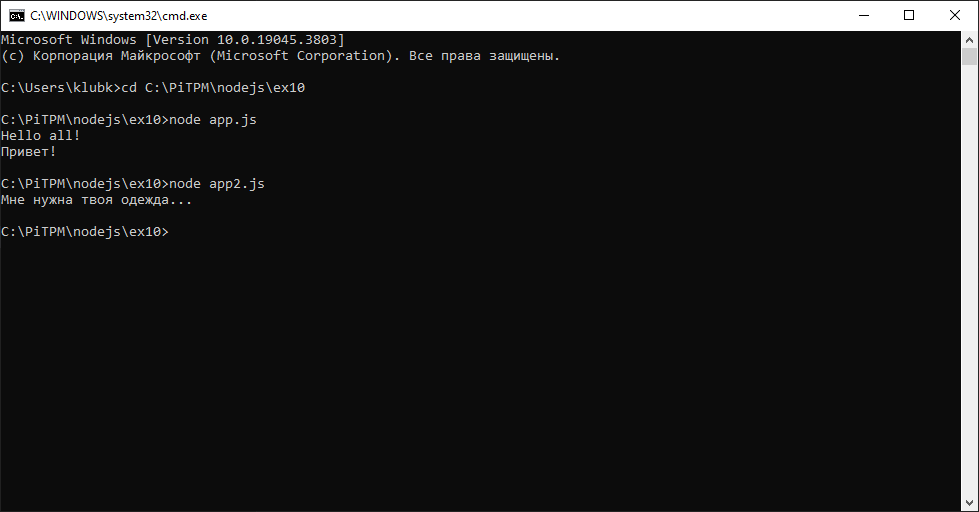 C:\WINDOWS\system32\cmd.exe
Microsoft Windows [Version 10.0.19045.3803]
(c) Корпорация Майкрософт (Microsoft Corporation). Все права защищены.
C:\Users\klubk>cd C:\PiTPM\nodejs\ex10
C:\PiTPM\nodejs\ex10>node app.js
Hello all!
Привет!
C:\PiTPM\nodejs\ex10>node app2.js
Мне нужна твоя одежда...
C:\PiTPM\nodejs\ex10>